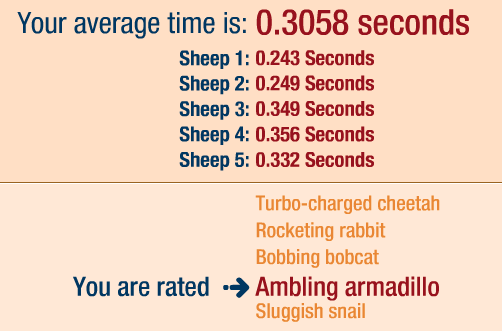 Your average time is: 0.3058 seconds
Sheep 1: 0.243 Seconds
Sheep 2: 0.249 Seconds
Sheep 3: 0.349 Seconds
Sheep 4: 0.356 Seconds
Sheep 5: 0.332 Seconds
Turbo-charged cheetah
Rocketing rabbit
Bobbing bobcat
You are rated Ambling armadillo
Sluggish snail